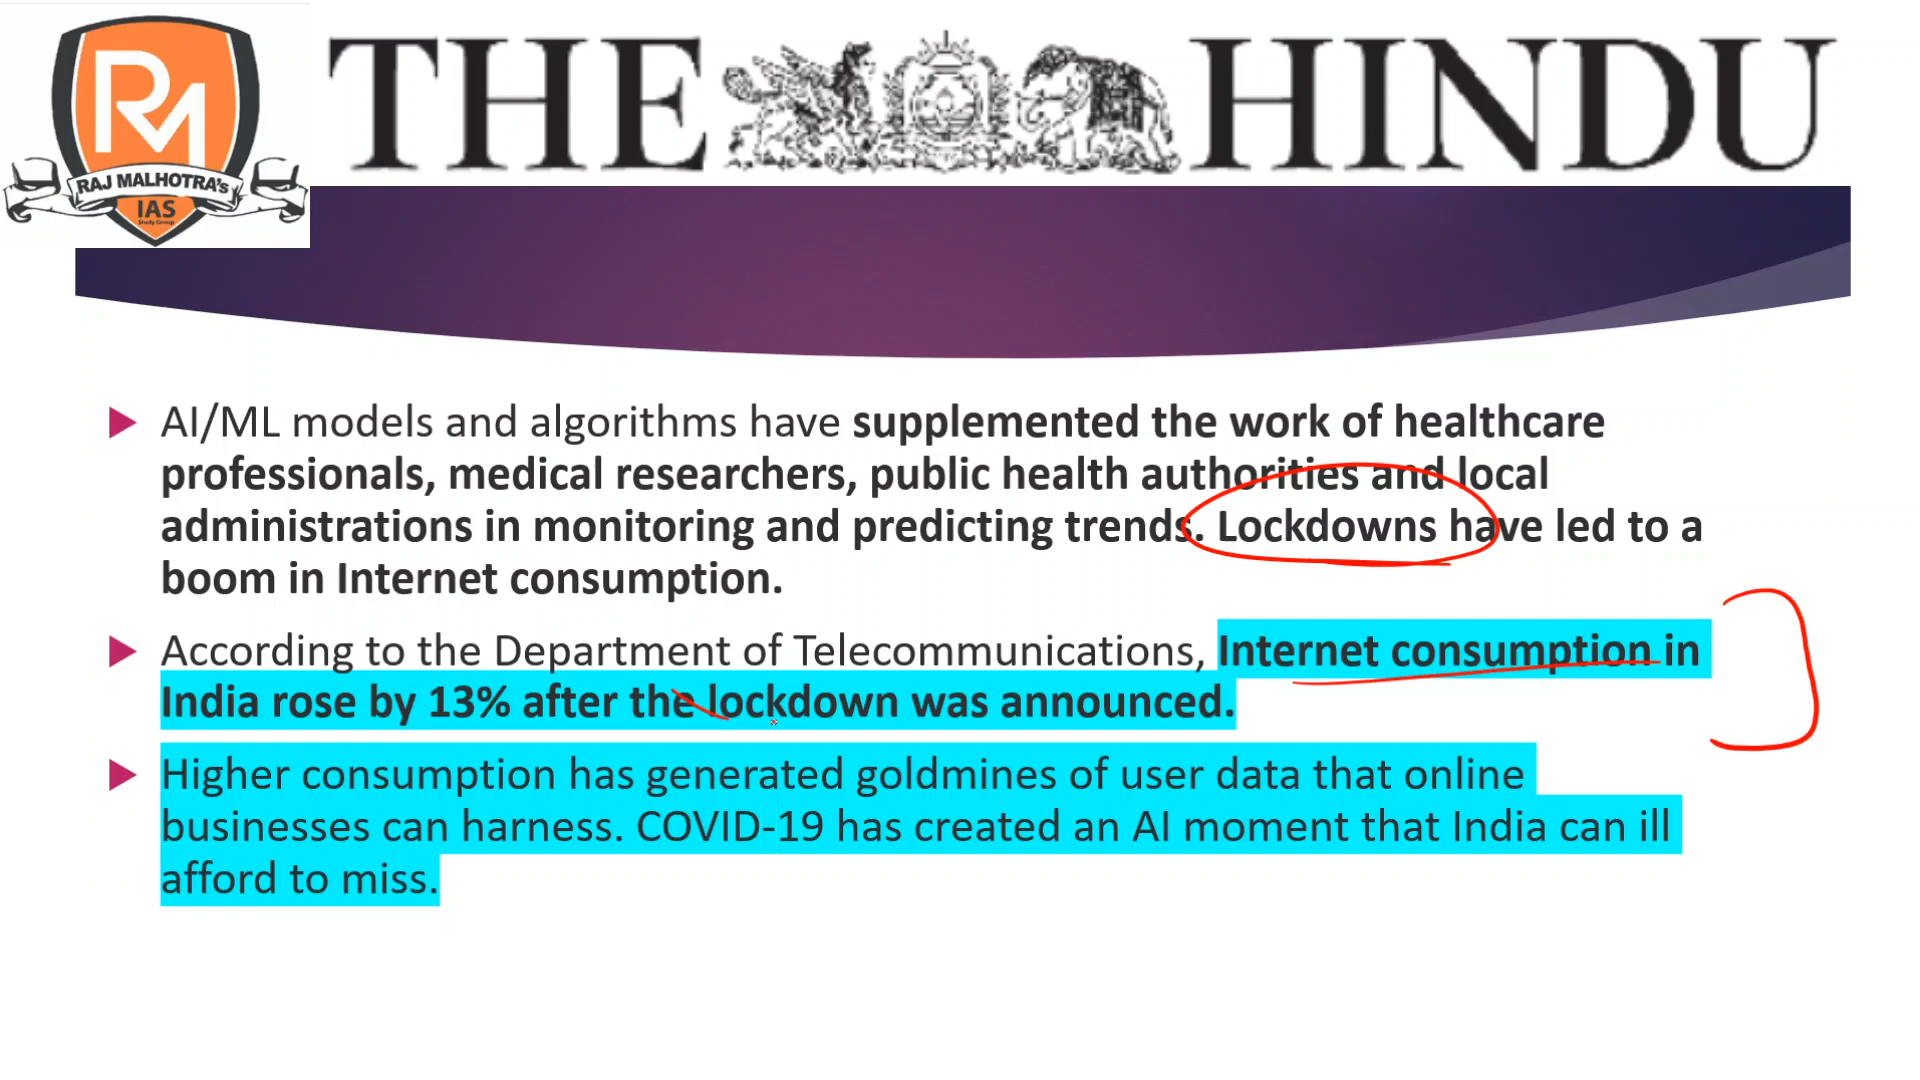 RM
RAJ MALHOTRA's
IAS
Study Group
THE HINDU
AI/ML models and algorithms have supplemented the work of healthcare
professionals, medical researchers, public health authorities and local
administrations in monitoring and predicting trends. Lockdowns have led to a
boom in Internet consumption.
According to the Department of Telecommunications, Internet consumption in
India rose by 13% after the lockdown was announced.
Higher consumption has generated goldmines of user data that online
businesses can harness. COVID-19 has created an AI moment that India can ill
afford to miss.